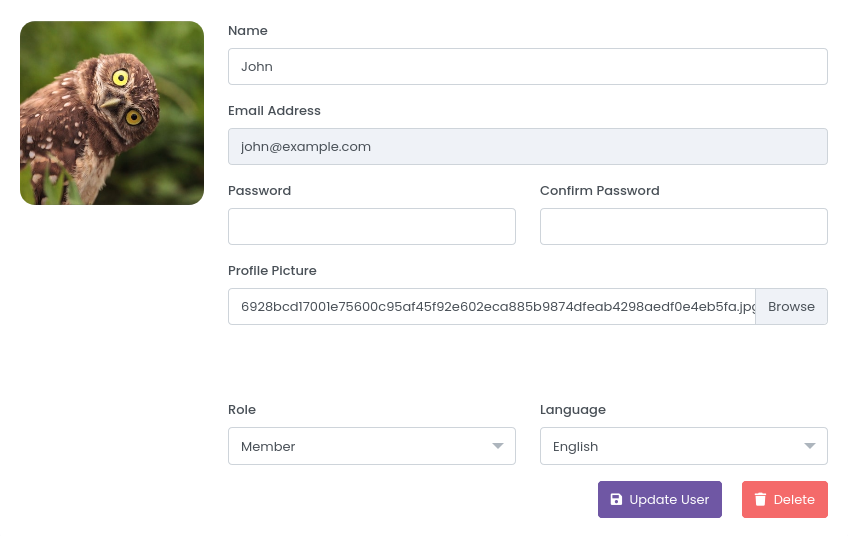 Name
John
Email Address
john@example.com
Password Confirm Password
Profile Picture
6928bcd17001e75600c95af45f92e602eca885b9874dfeab4298aedf0e4eb5fa.jpg Browse
Role Language
Member English
Update User Delete